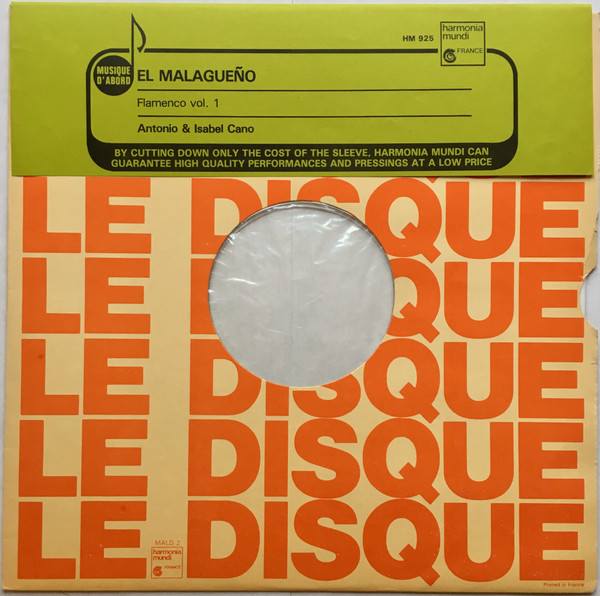 HM 925
harmonia
mundi
FRANCE
MUSIQUE
D'ABORD
EL MALAGUEÑO
Flamenco vol. 1
Antonio & Isabel Cano
BY CUTTING DOWN ONLY THE COST OF THE SLEEVE, HARMONIA MUNDI CAN
GUARANTEE HIGH QUALITY PERFORMANCES AND PRESSINGS AT A LOW PRICE
LE DISQUE
LE DISQUE
LE DISQUE
LE DISQUE
LE DISQUE
MALD 2
harmonia
mundi
FRANCE
Printed in France